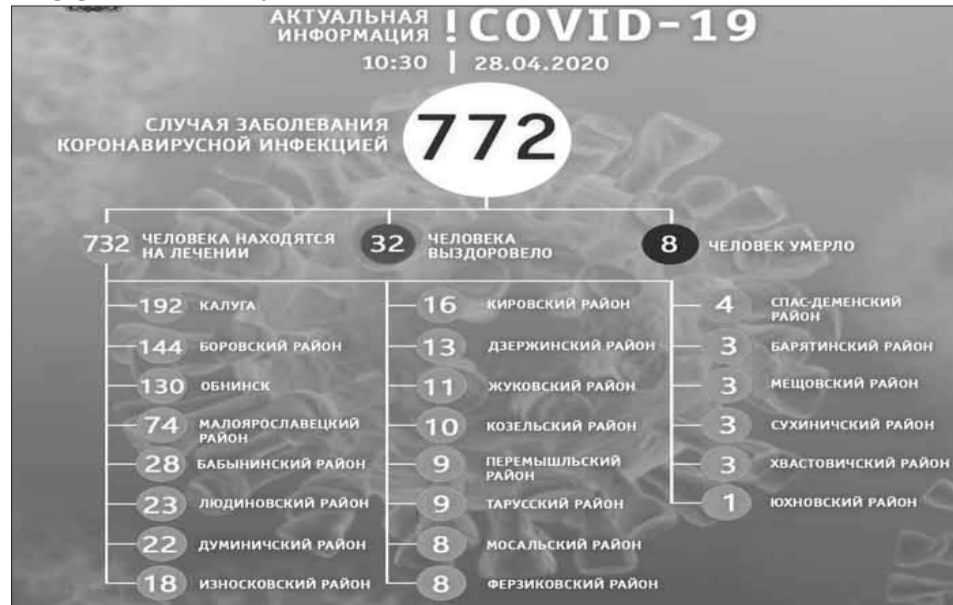 АКТУАЛЬНАЯ
ИНФОРМАЦИЯ
! COVID-19
10:30 | 28.04.2020
СЛУЧАЯ ЗАБОЛЕВАНИЯ
КОРОНАВИРУСНОЙ ИНФЕКЦИЕЙ
772
732 ЧЕЛОВЕКА НАХОДЯТСЯ
НА ЛЕЧЕНИИ
32 ЧЕЛОВЕКА
ВЫЗДОРОВЕЛО
8 ЧЕЛОВЕК УМЕРЛО
192 КАЛУГА
144 БОРОВСКИЙ РАЙОН
130 ОБНИНСК
74 МАЛОЯРОСЛАВЕЦКИЙ
РАЙОН
28 БАБЫНИНСКИЙ РАЙОН
23 ЛЮДИНОВСКИЙ РАЙОН
22 ДУМИНИЧСКИЙ РАЙОН
18 ИЗНОСКОВСКИЙ РАЙОН
16 КИРОВСКИЙ РАЙОН
13 ДЗЕРЖИНСКИЙ РАЙОН
11 ЖУКОВСКИЙ РАЙОН
10 КОЗЕЛЬСКИЙ РАЙОН
9 ПЕРЕМЫШЛЬСКИЙ
РАЙОН
9 ТАРУССКИЙ РАЙОН
8 МОСАЛЬСКИЙ РАЙОН
8 ФЕРЗИКОВСКИЙ РАЙОН
4 СПАС-ДЕМЕНСКИЙ
РАЙОН
3 БАРЯТИНСКИЙ РАЙОН
3 МЕЩОВСКИЙ РАЙОН
3 СУХИНИЧСКИЙ РАЙОН
3 ХВАСТОВИЧСКИЙ РАЙОН
1 ЮХНОВСКИЙ РАЙОН